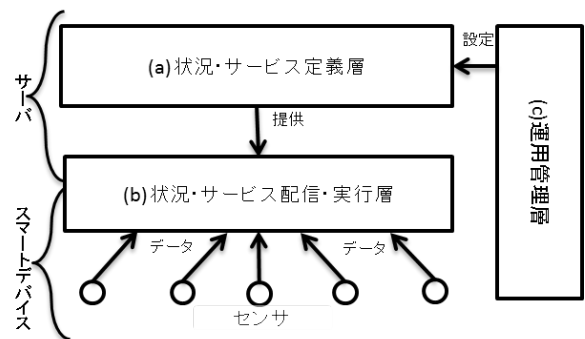 サーバ
(a)状況・サービス定義層
設定
提供
(b)状況・サービス配信・実行層
(c)運用管理層
スマートデバイス
データ
データ
センサ